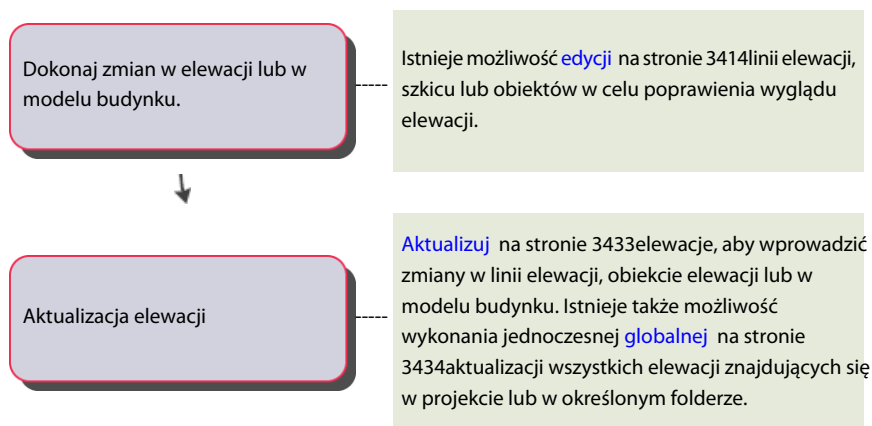 Dokonaj zmian w elewacji lub w
modelu budynku.
Istnieje możliwość edycji na stronie 3414linii elewacji,
szkicu lub obiektów w celu poprawienia wyglądu
elewacji.
Aktualizacja elewacji
Aktualizuj na stronie 3433elewacje, aby wprowadzić
zmiany w linii elewacji, obiekcie elewacji lub w
modelu budynku. Istnieje także możliwość
wykonania jednoczesnej globalnej na stronie
3434aktualizacji wszystkich elewacji znajdujących się
w projekcie lub w określonym folderze.